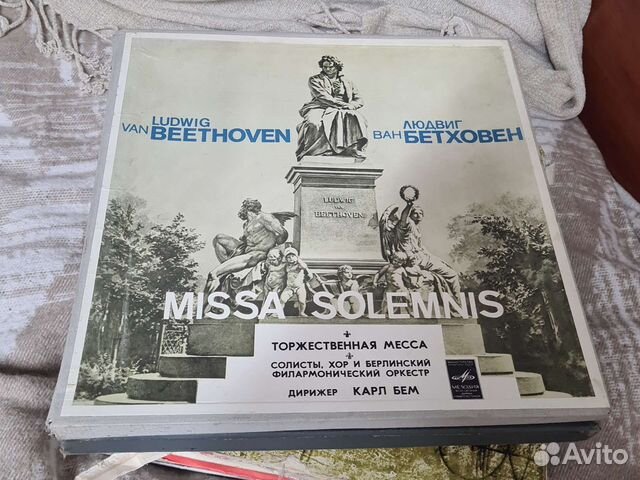 LUDWIG
VAN BEETHOVEN
ЛЮДВИГ
ВАН БЕТХОВЕН
LUDWIG
VAN
BEETHOVEN
MISSA SOLEMNIS
ТОРЖЕСТВЕННАЯ МЕССА
СОЛИСТЫ, ХОР И БЕРЛИНСКИЙ
ФИЛАРМОНИЧЕСКИЙ ОРКЕСТР
ДИРИЖЕР КАРЛ БЕМ
МЕЛОДИЯ
Avito